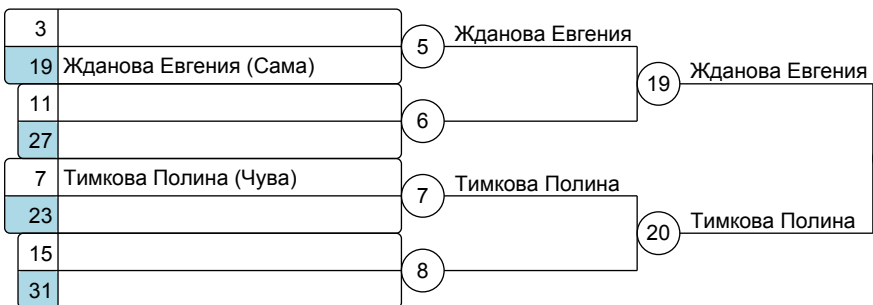 3
5 Жданова Евгения
19 Жданова Евгения (Сама)
19 Жданова Евгения
11
6
27
7 Тимкова Полина (Чува)
7 Тимкова Полина
23
20 Тимкова Полина
15
8
31